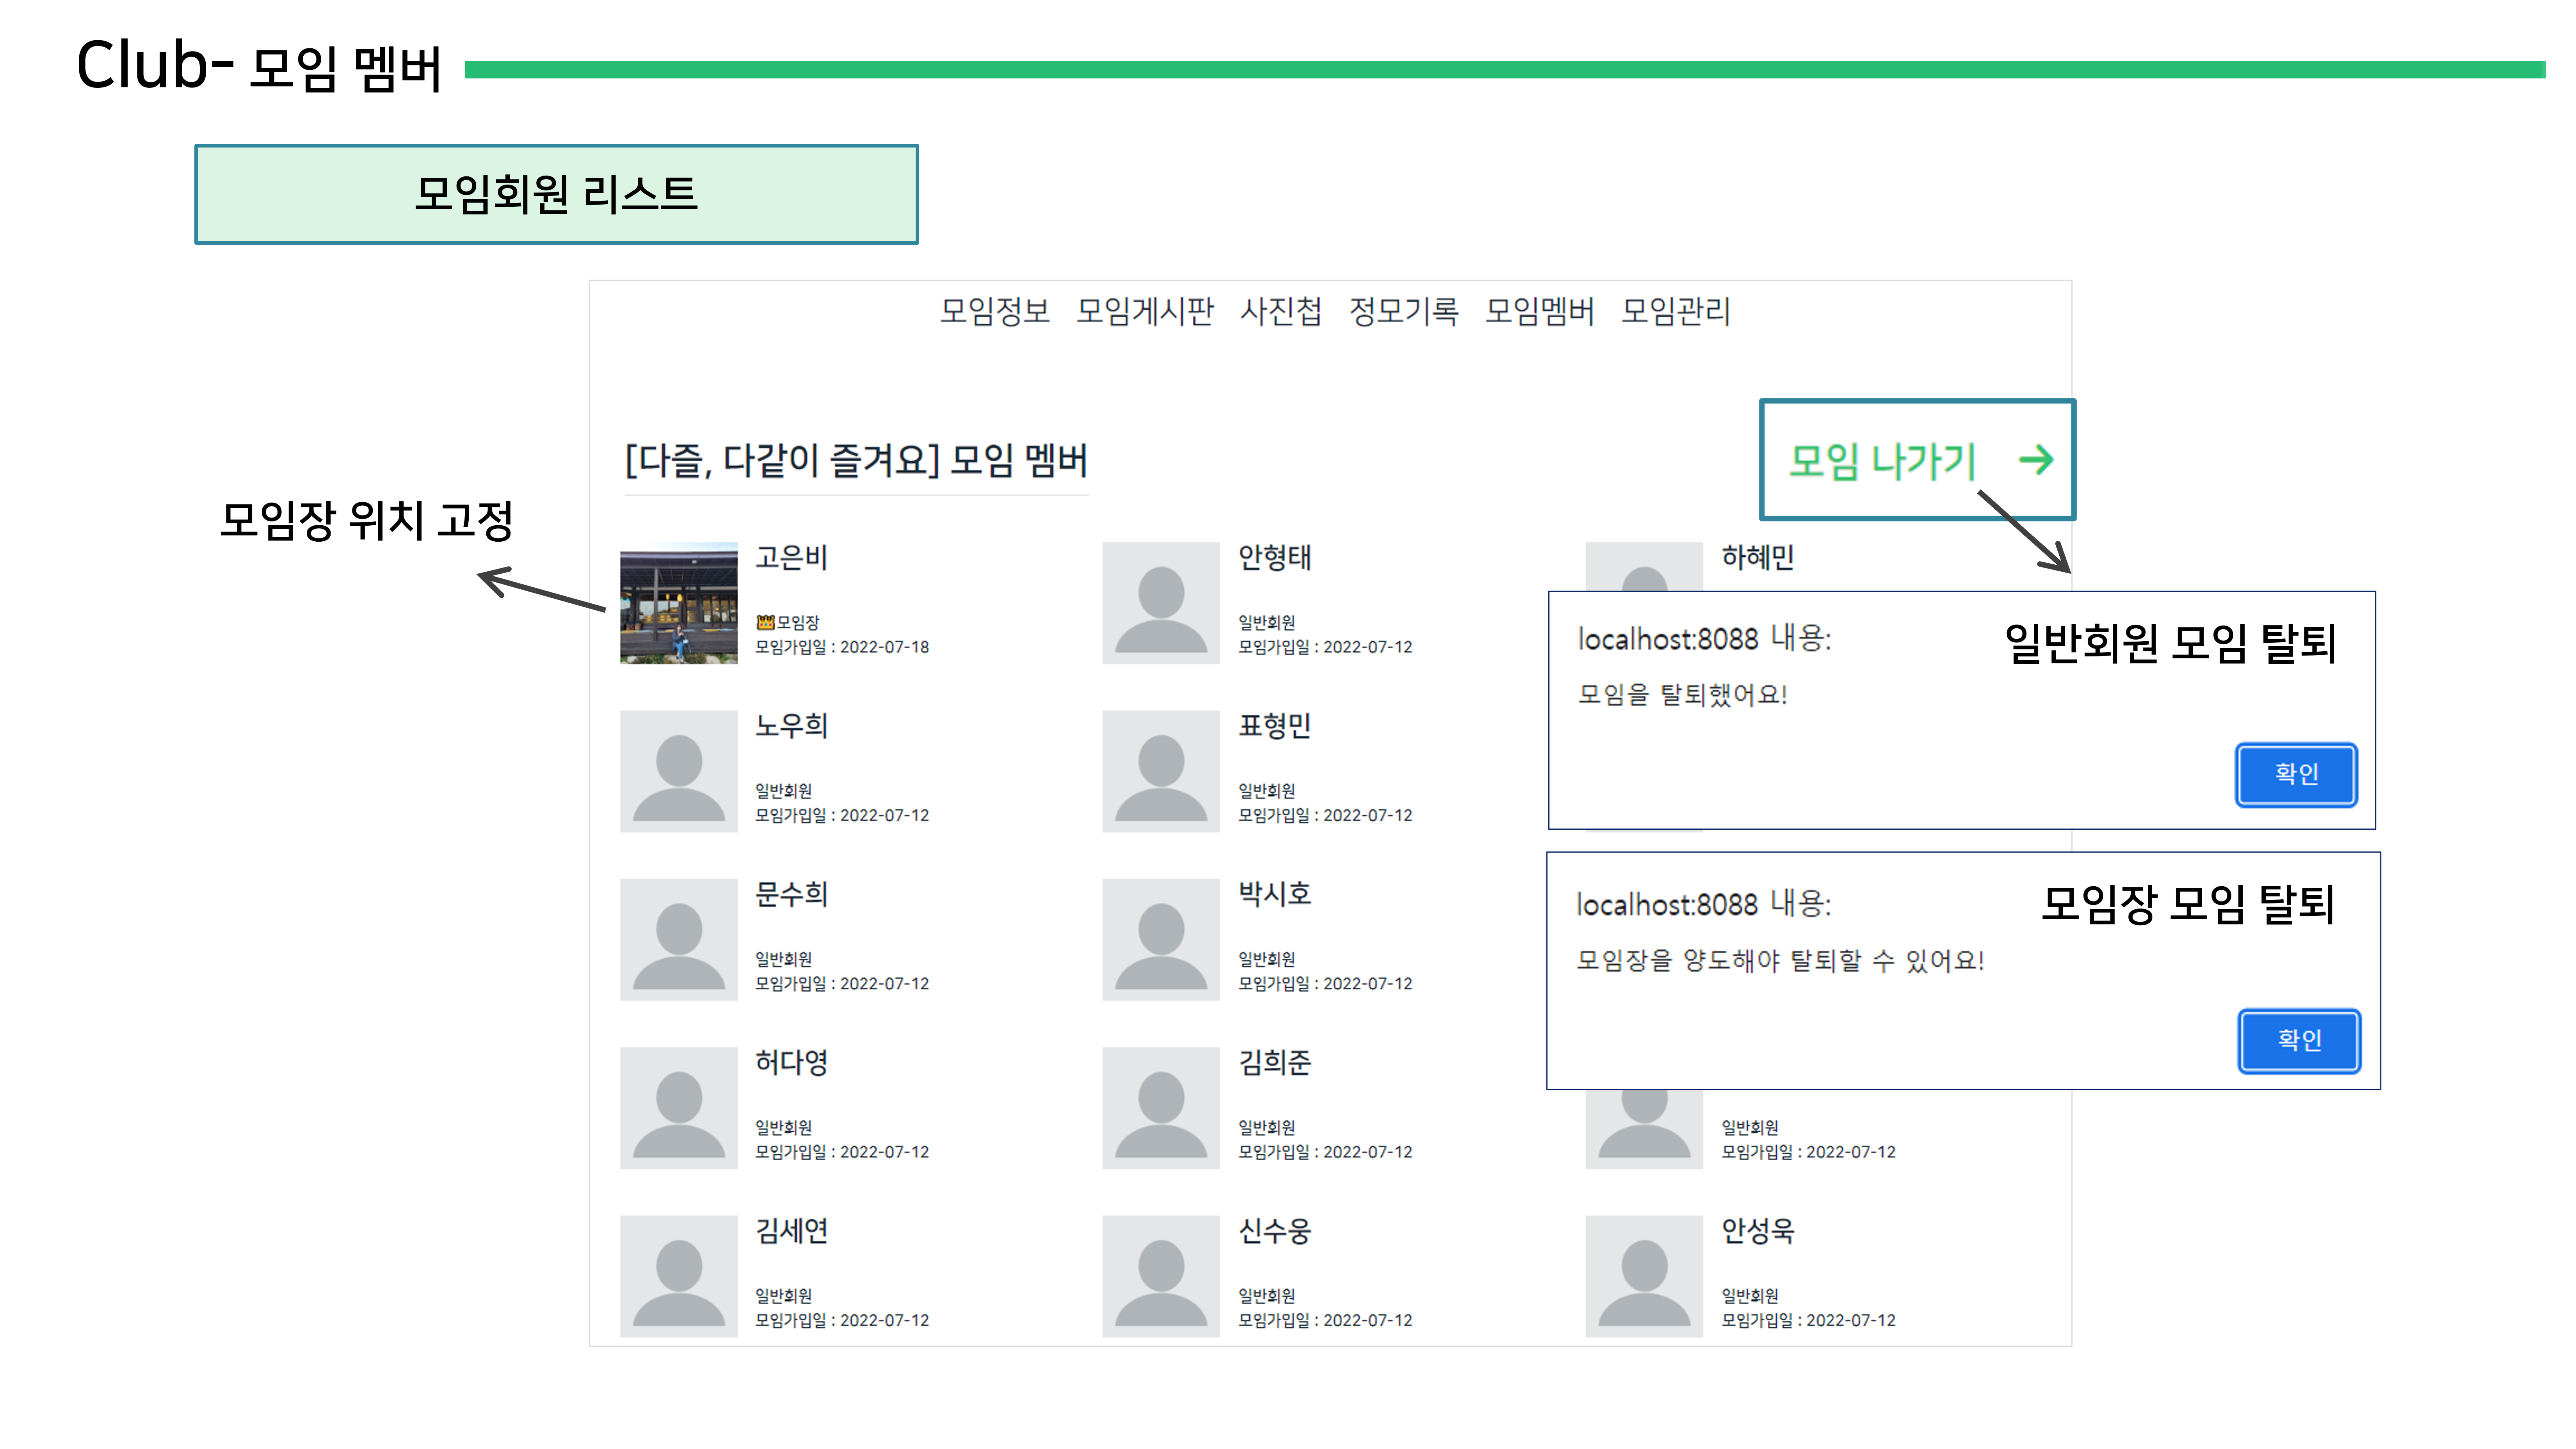 Club- 모임 멤버
모임회원 리스트
모임정보 모임게시판 사진첩 정모기록 모임멤버 모임관리
[다즐, 다같이 즐겨요] 모임 멤버
모임 나가기 →
모임장 위치 고정
고은비
모임장
모임가입일 : 2022-07-18
안형태
일반회원
모임가입일 : 2022-07-12
하혜민
localhost:8088 내용:
일반회원 모임 탈퇴
모임을 탈퇴했어요!
확인
노우희
일반회원
모임가입일 : 2022-07-12
표형민
일반회원
모임가입일 : 2022-07-12
localhost:8088 내용:
모임장 모임 탈퇴
모임장을 양도해야 탈퇴할 수 있어요!
확인
문수희
일반회원
모임가입일 : 2022-07-12
박시호
일반회원
모임가입일 : 2022-07-12
허다영
일반회원
모임가입일 : 2022-07-12
김희준
일반회원
모임가입일 : 2022-07-12
일반회원
모임가입일 : 2022-07-12
김세연
일반회원
모임가입일 : 2022-07-12
신수웅
일반회원
모임가입일 : 2022-07-12
안성욱
일반회원
모임가입일 : 2022-07-12